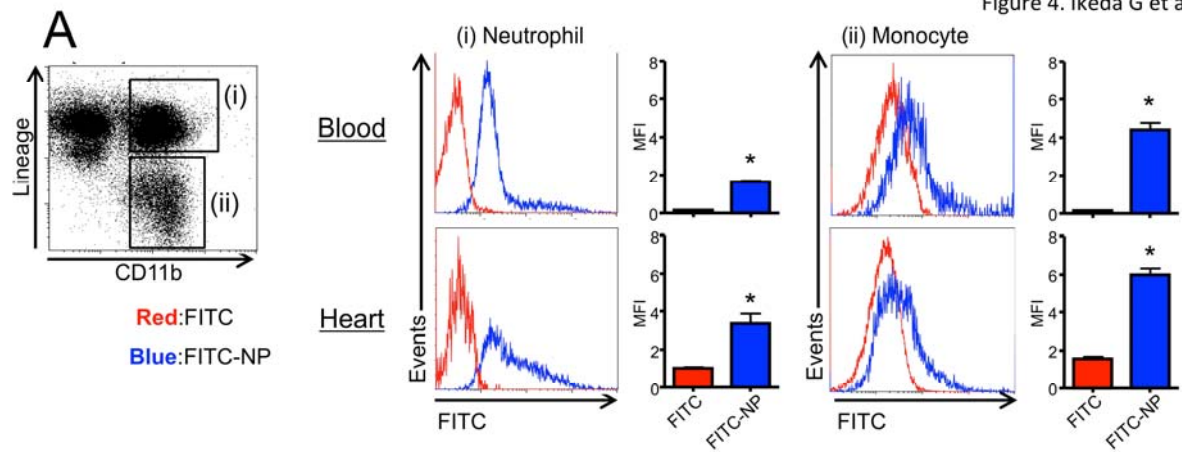 Figure 4. Ikeda G et a
A
Lineage
(i)
(ii)
CD11b
Red:FITC
Blue:FITC-NP
Blood
Heart
(i) Neutrophil
(ii) Monocyte
Events
FITC
MFI
8
6
4
2
0
*
MFI
8
6
4
2
0
*
FITC
FITC-NP
Events
FITC
MFI
8
6
4
2
0
*
MFI
8
6
4
2
0
*
FITC
FITC-NP